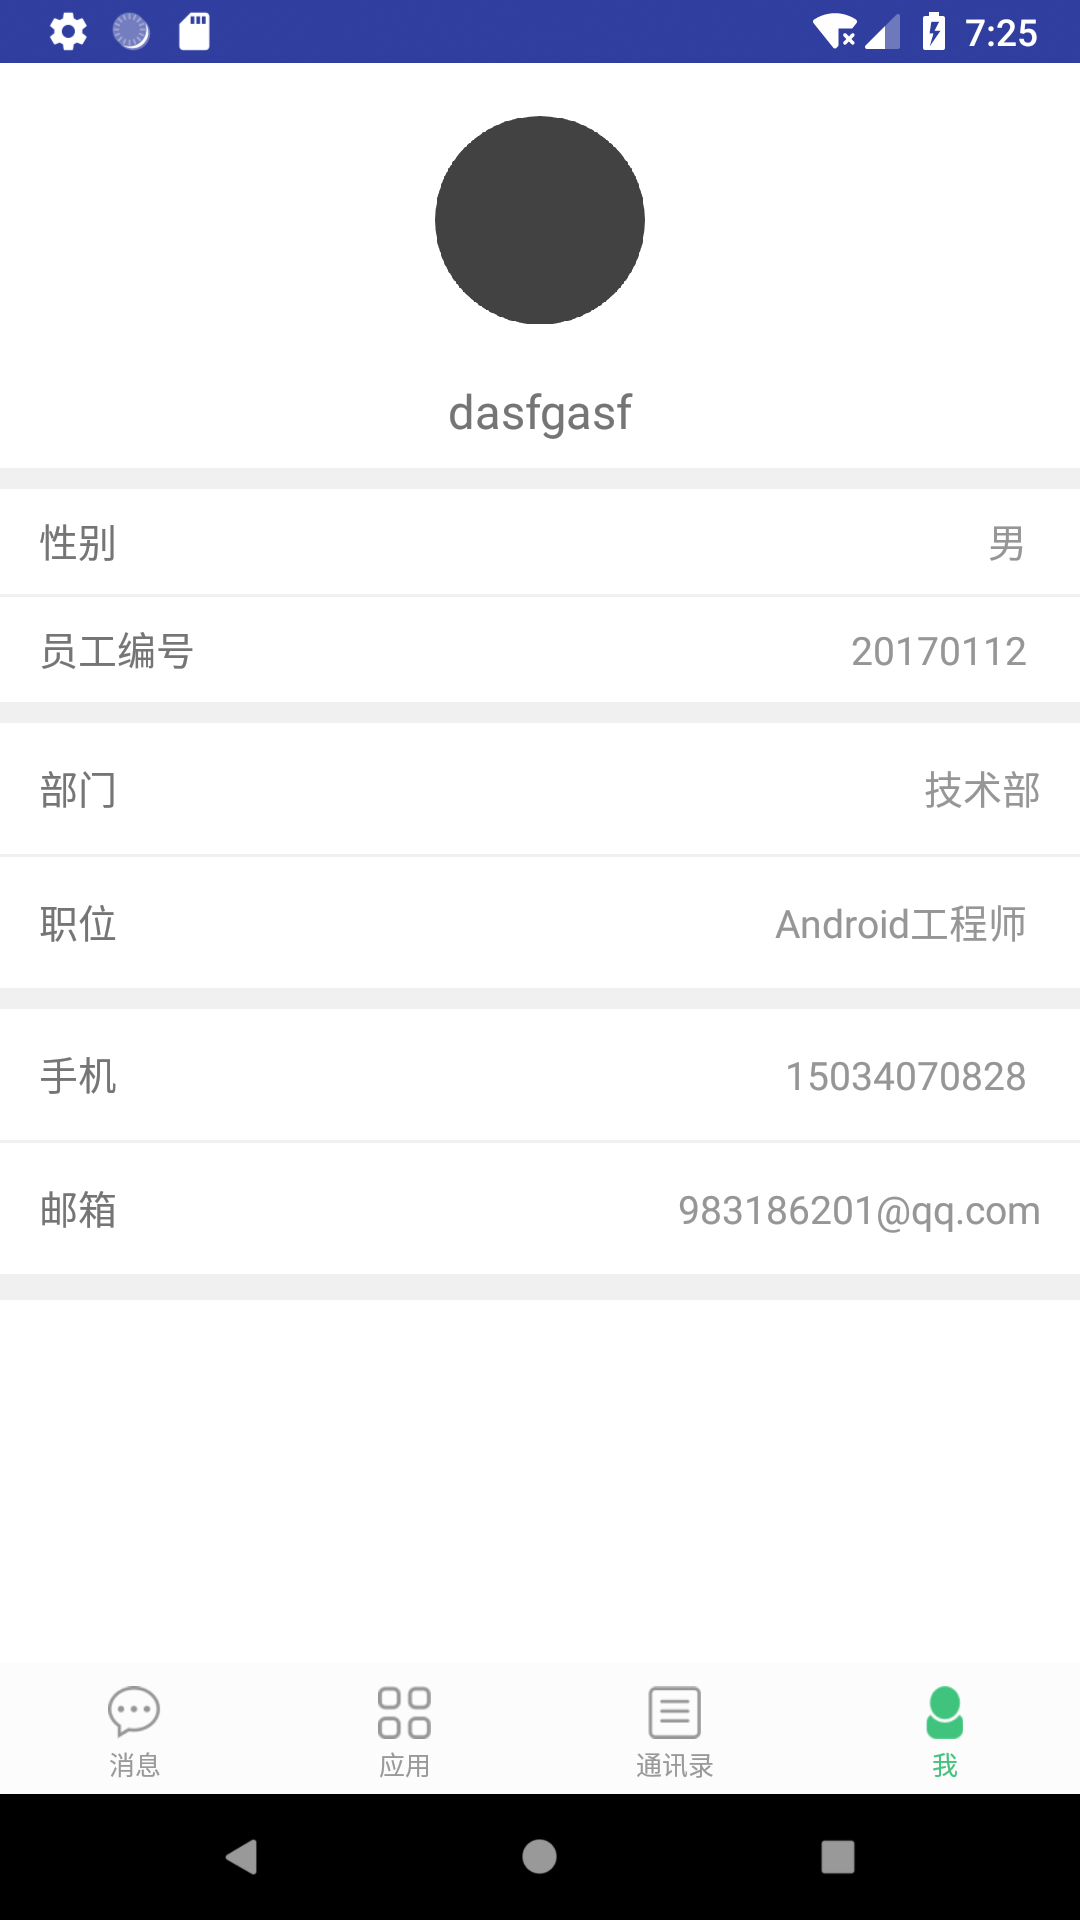 7:25
dasfgasf
性别 男
员工编号 20170112
部门 技术部
职位 Android工程师
手机 15034070828
邮箱 983186201@qq.com
消息 应用 通讯录 我